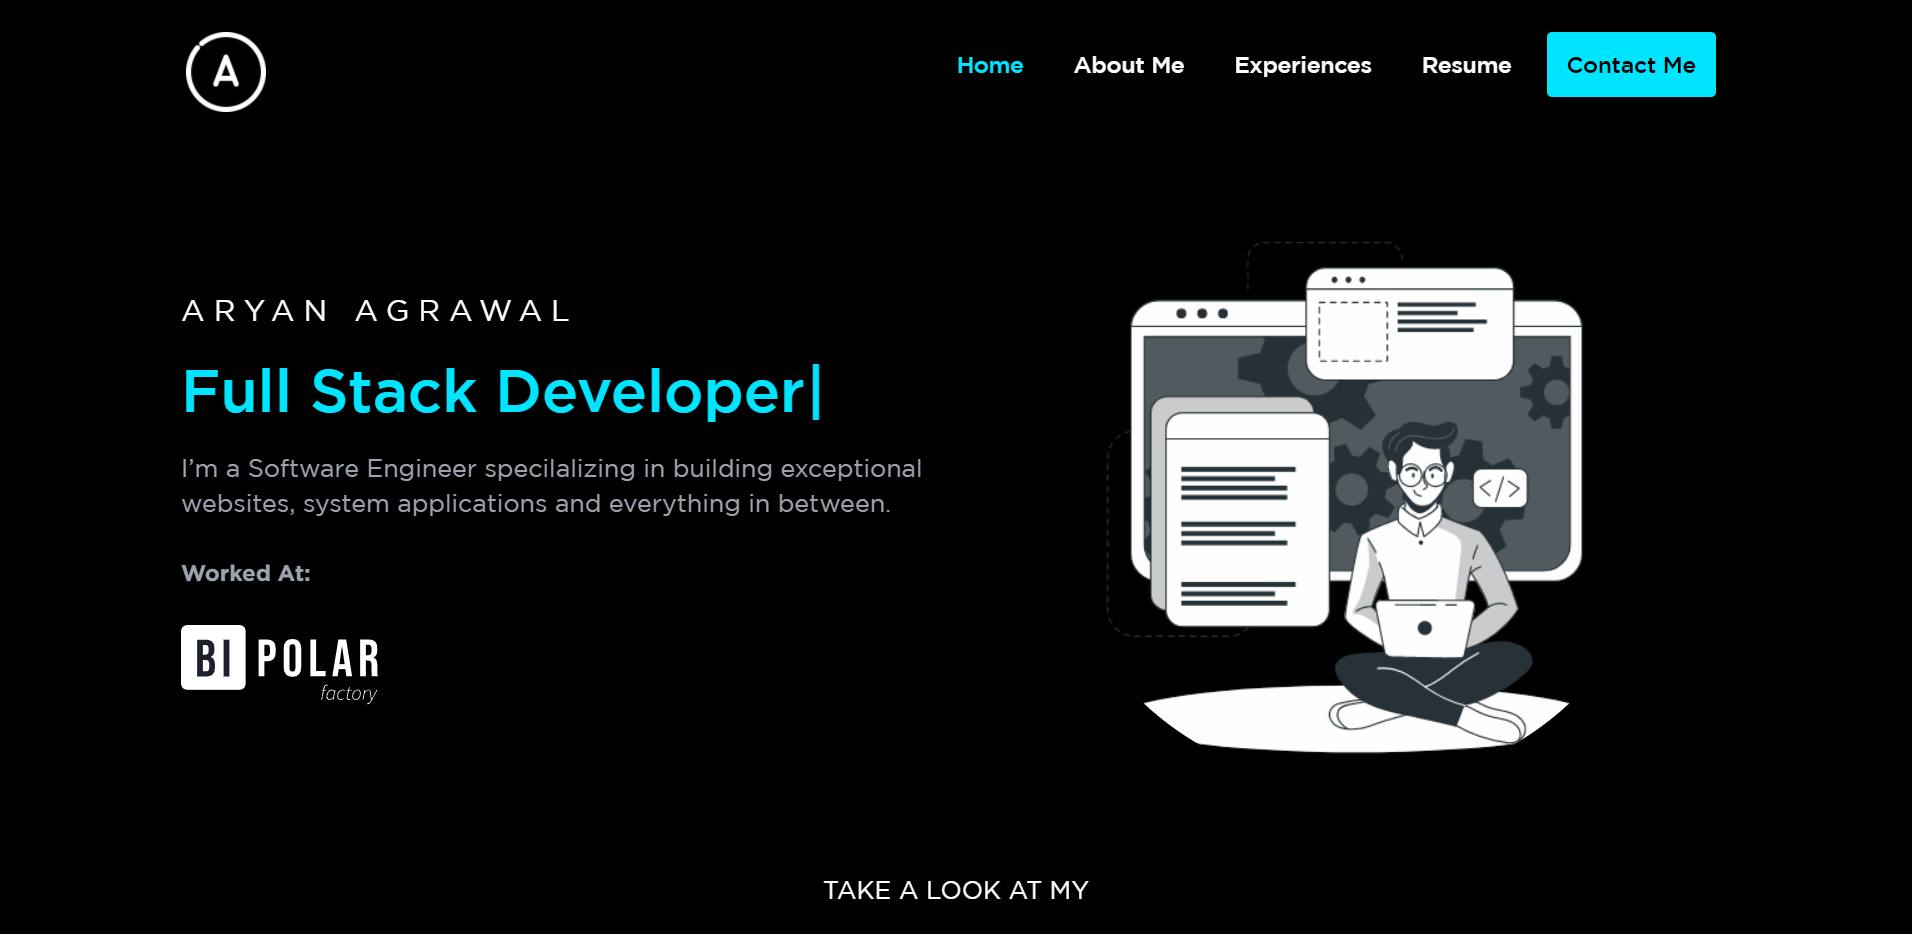 A
Home About Me Experiences Resume Contact Me
ARYAN AGRAWAL
Full Stack Developer|
I’m a Software Engineer specilalizing in building exceptional
websites, system applications and everything in between.
Worked At:
BI POLAR
factory
</>
TAKE A LOOK AT MY